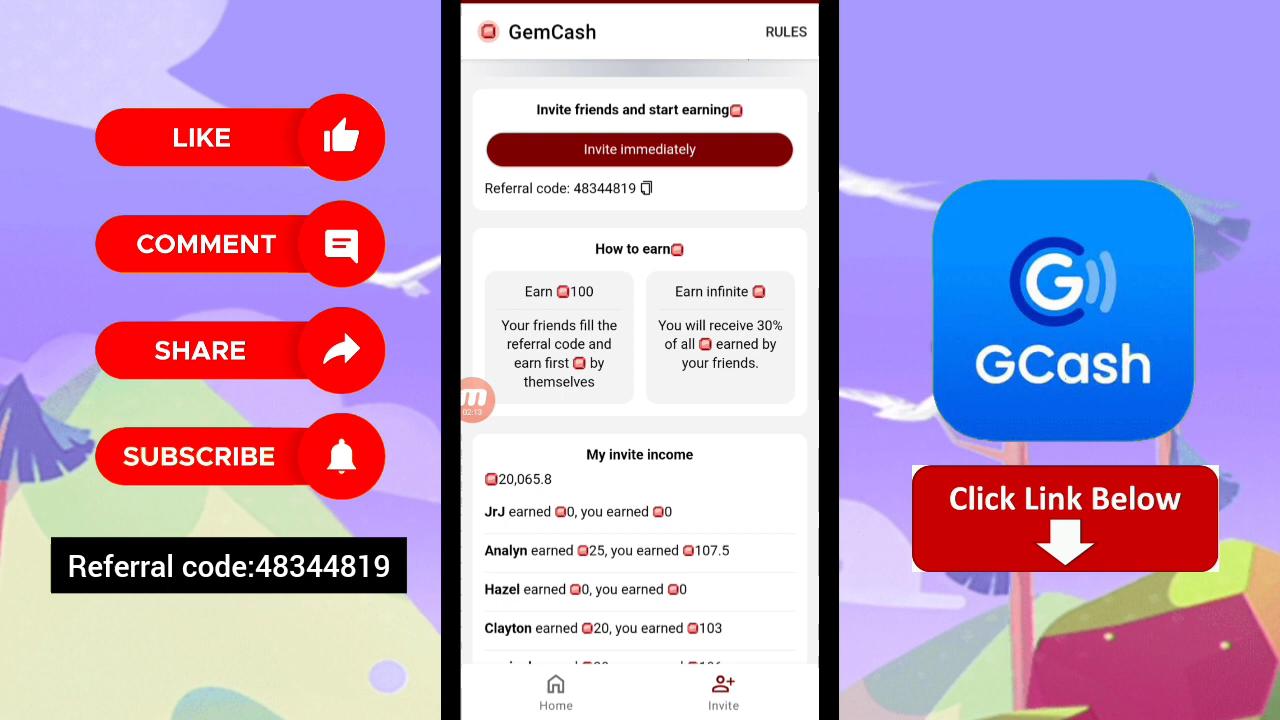 LIKE
COMMENT
SHARE
SUBSCRIBE
Referral code:48344819
GemCash
RULES
Invite friends and start earning
Invite immediately
Referral code: 48344819
How to earn
Earn 100
Your friends fill the
referral code and
earn first by
themselves
Earn infinite
You will receive 30%
of all earned by
your friends.
m
02:13
My invite income
20,065.8
JrJ earned 0, you earned 0
Analyn earned 25, you earned 107.5
Hazel earned 0, you earned 0
Clayton earned 20, you earned 103
Home
Invite
G
GCash
Click Link Below